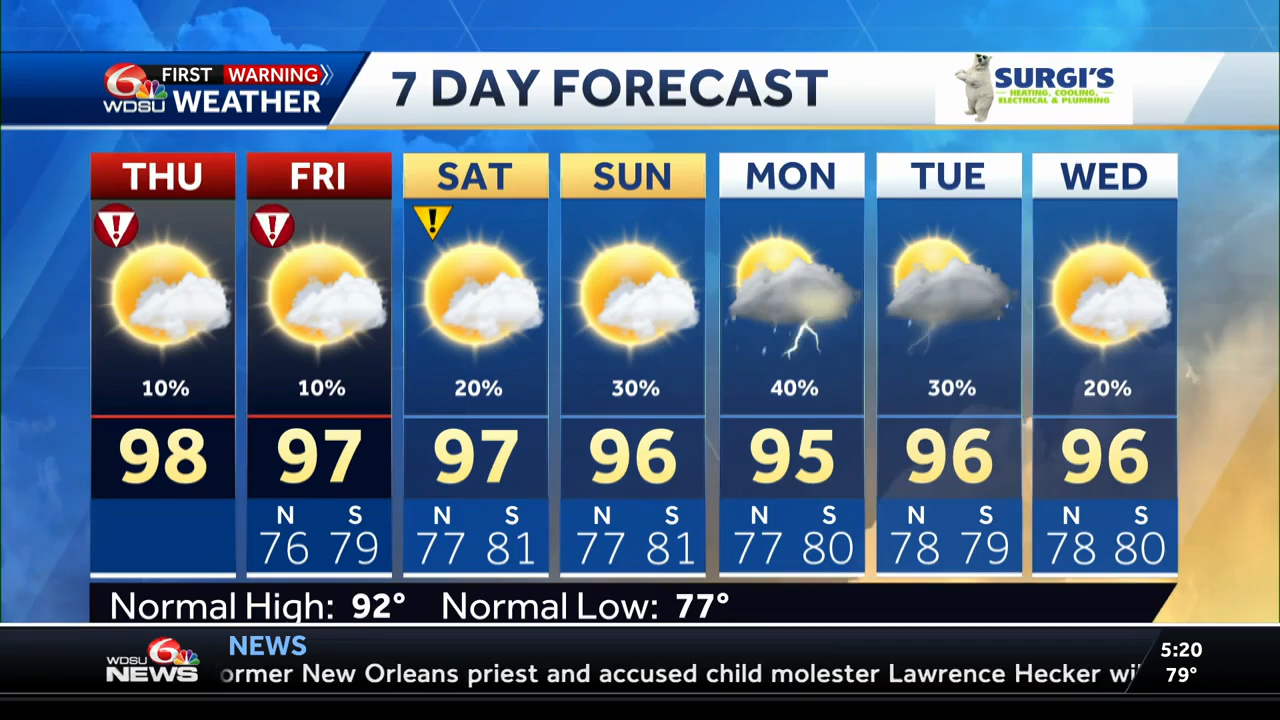 FIRST WARNING
WDSU WEATHER
6
7 DAY FORECAST
SURGI'S
HEATING, COOLING,
ELECTRICAL & PLUMBING
THU FRI SAT SUN MON TUE WED
! ! !
10% 10% 20% 30% 40% 30% 20%
98 97 97 96 95 96 96
N S N S N S N S N S N S
76 79 77 81 77 81 77 80 78 79 78 80
Normal High: 92° Normal Low: 77°
WDSU 6
NEWS
NEWS
ormer New Orleans priest and accused child molester Lawrence Hecker wi
5:20
79°